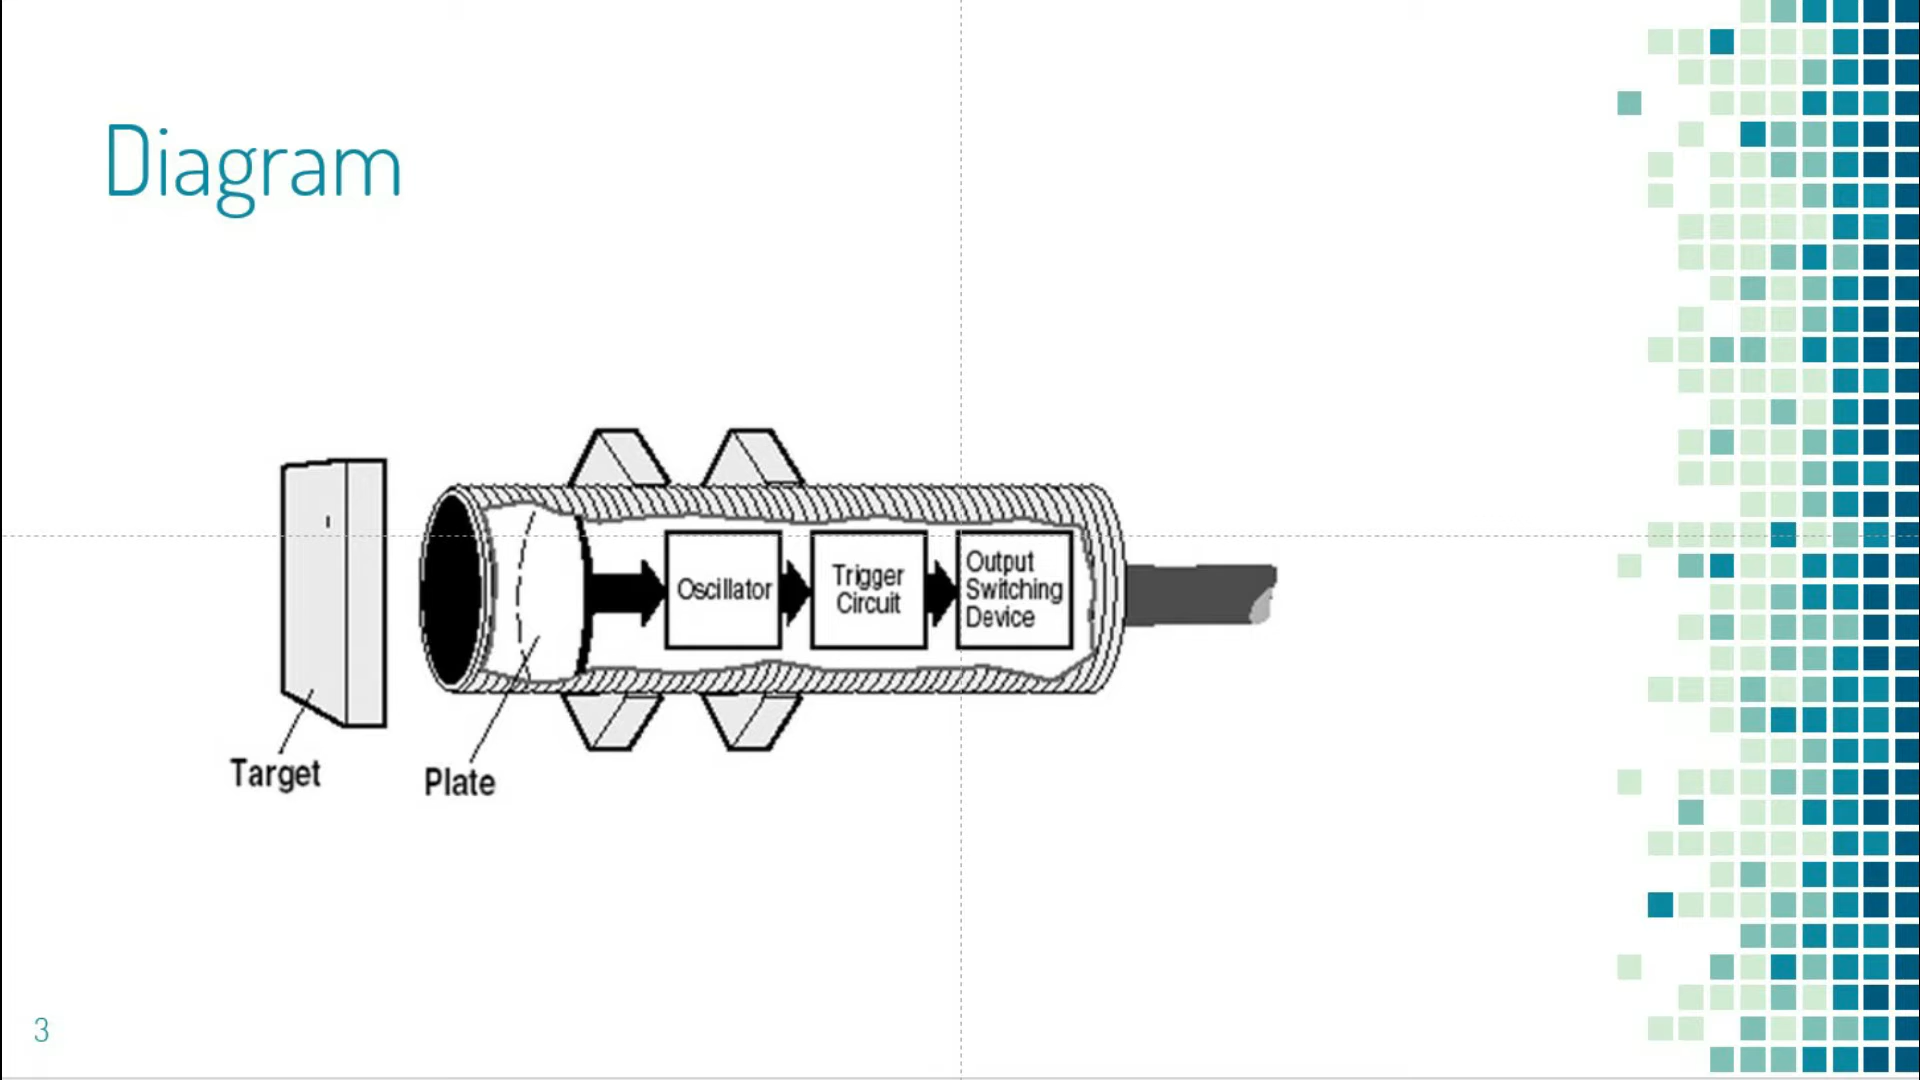 Diagram
Oscillator
Trigger
Circuit
Output
Switching
Device
Target
Plate
3